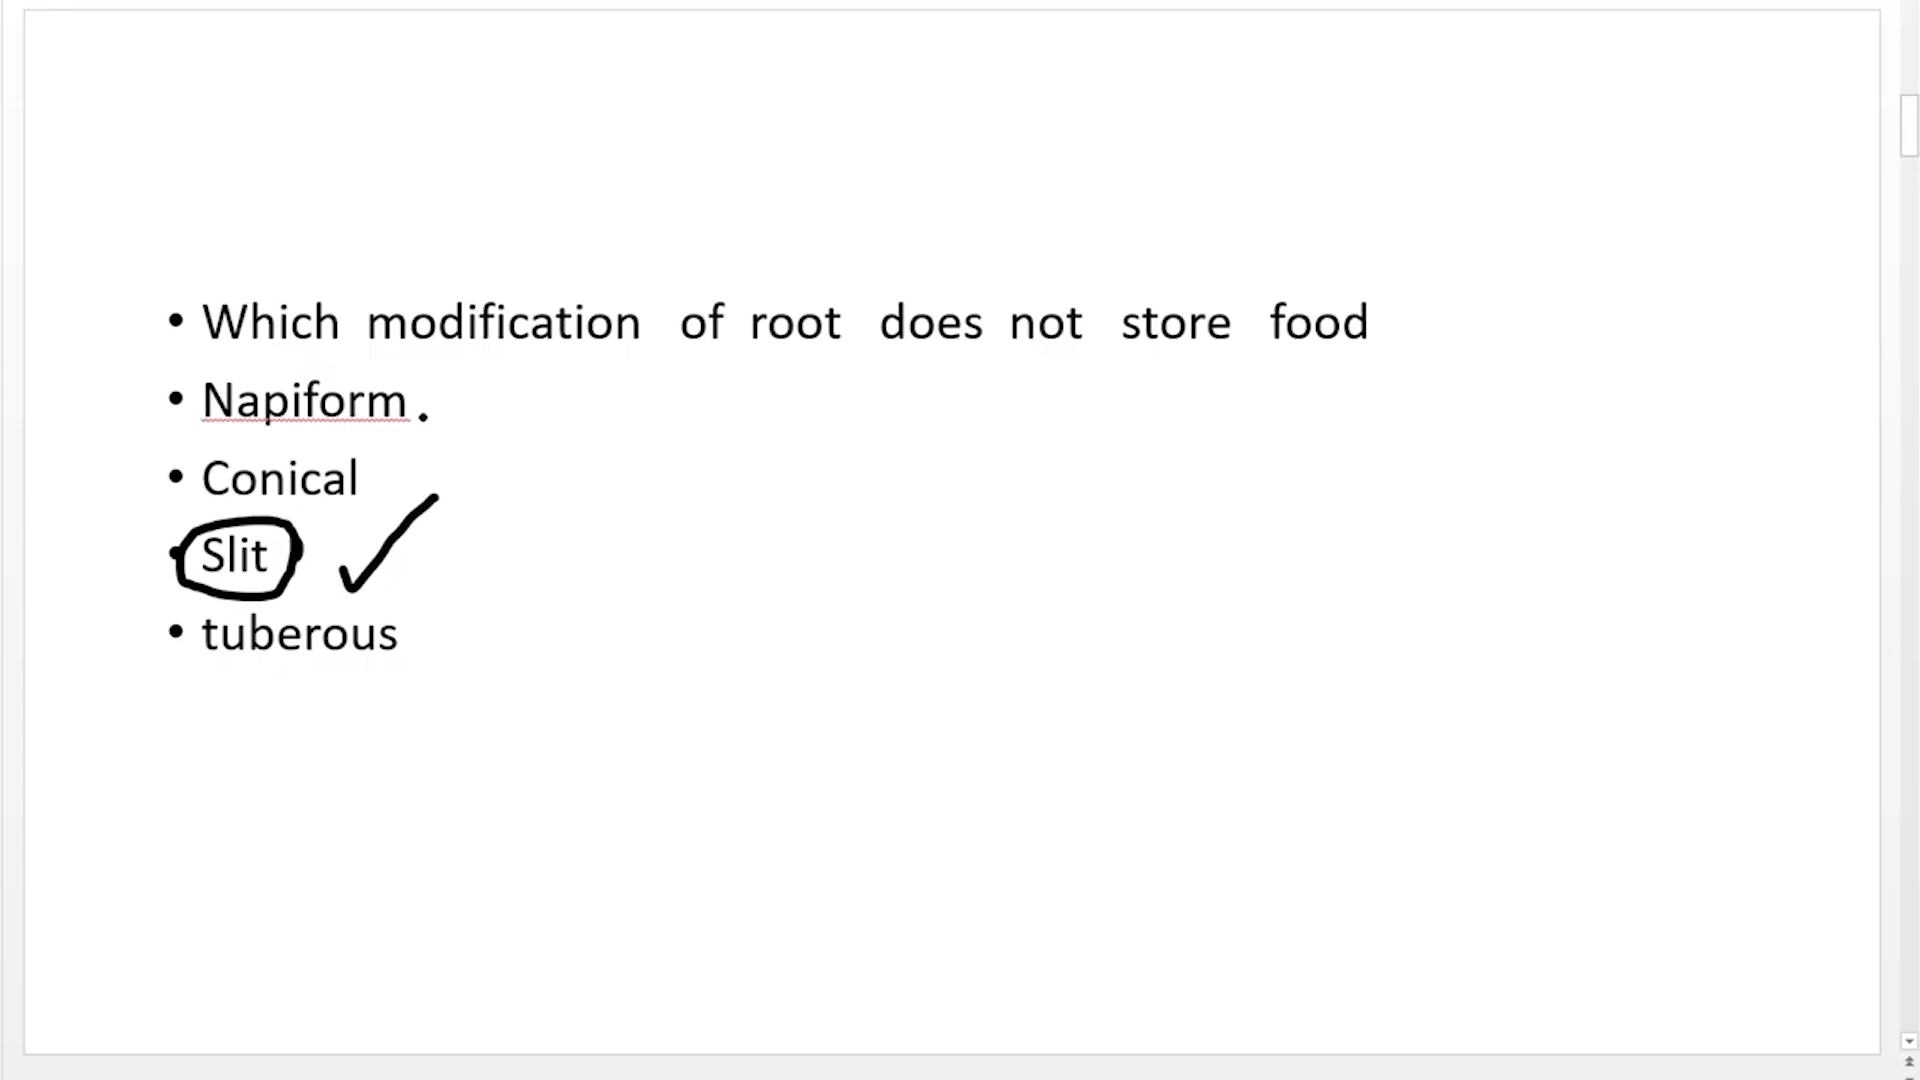 • Which modification of root does not store food
• Napiform .
• Conical
• Slit
• tuberous